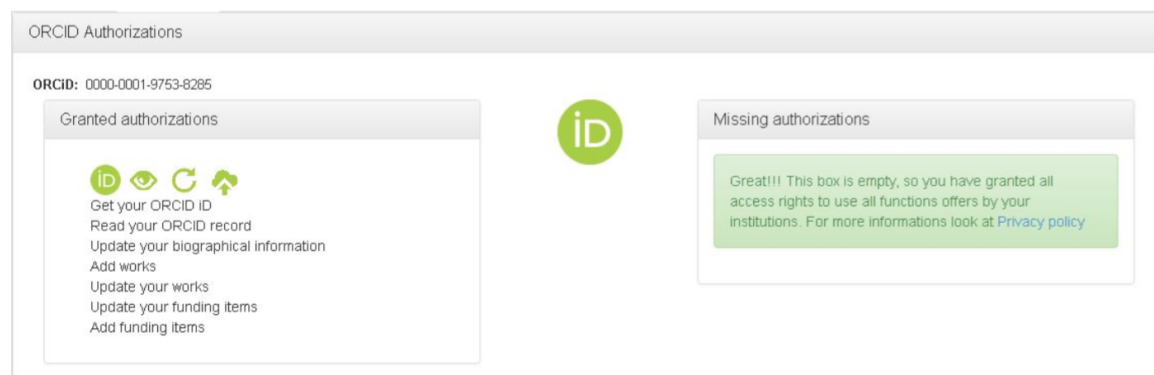 ORCID Authorizations
ORCiD: 0000-0001-9753-8285
Granted authorizations
iD
Get your ORCID iD
Read your ORCID record
Update your biographical information
Add works
Update your works
Update your funding items
Add funding items
iD
Missing authorizations
Great!!! This box is empty, so you have granted all
access rights to use all functions offers by your
institutions. For more informations look at Privacy policy